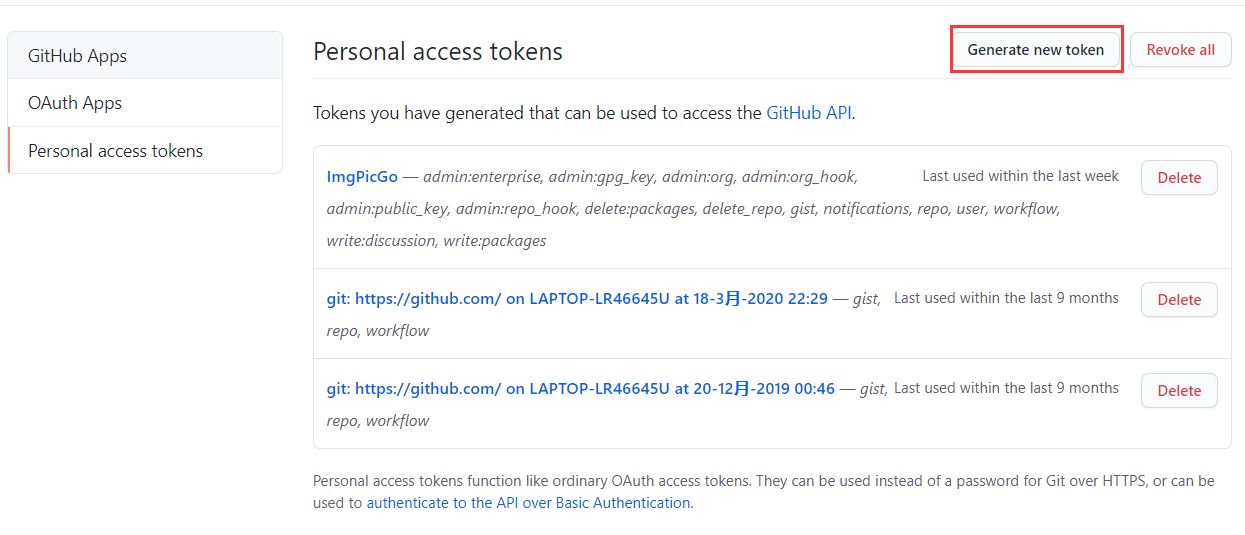 GitHub Apps
OAuth Apps
Personal access tokens
Personal access tokens
Generate new token
Revoke all
Tokens you have generated that can be used to access the GitHub API.
ImgPicGo — admin:enterprise, admin:gpg_key, admin:org, admin:org_hook,
Last used within the last week
Delete
admin:public_key, admin:repo_hook, delete:packages, delete_repo, gist, notifications, repo, user, workflow,
write:discussion, write:packages
git: https://github.com/ on LAPTOP-LR46645U at 18-3月-2020 22:29 — gist,
Last used within the last 9 months
Delete
repo, workflow
git: https://github.com/ on LAPTOP-LR46645U at 20-12月-2019 00:46 — gist,
Last used within the last 9 months
Delete
repo, workflow
Personal access tokens function like ordinary OAuth access tokens. They can be used instead of a password for Git over HTTPS, or can be
used to authenticate to the API over Basic Authentication.